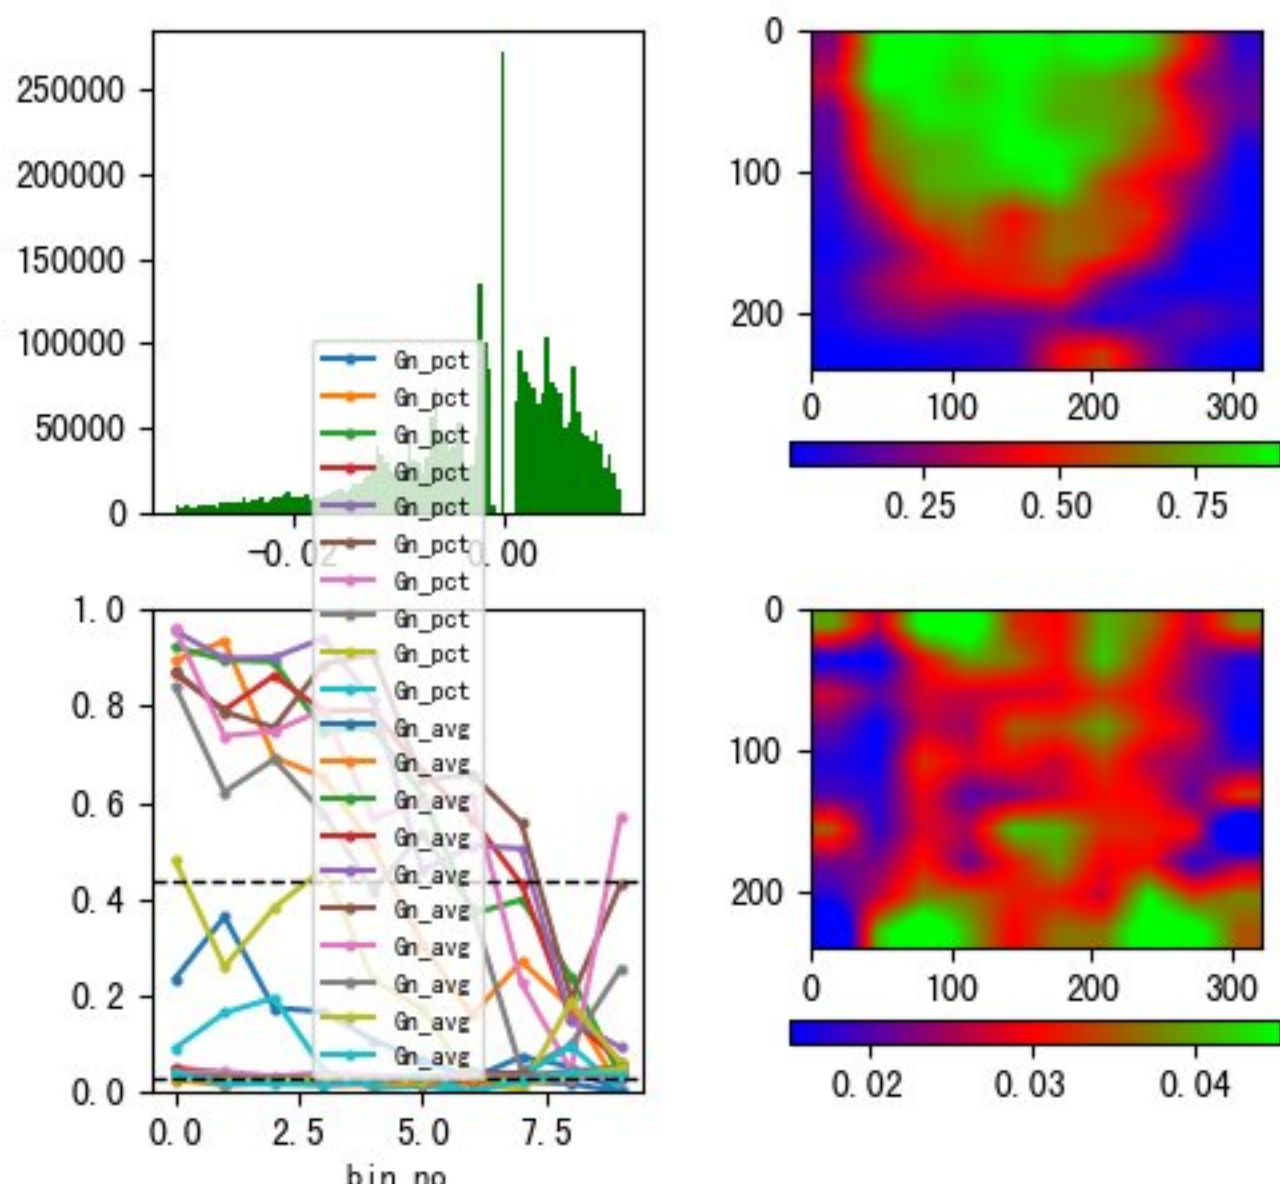 250000
200000
150000
100000
50000
0
-0.02
0.00
0
100
200
0
100
200
300
0.25
0.50
0.75
Gn_pct
Gn_pct
Gn_pct
Gn_pct
Gn_pct
Gn_pct
Gn_pct
Gn_pct
Gn_pct
Gn_pct
Gn_avg
Gn_avg
Gn_avg
Gn_avg
Gn_avg
Gn_avg
Gn_avg
Gn_avg
Gn_avg
Gn_avg
1.0
0.8
0.6
0.4
0.2
0.0
0.0 2.5 5.0 7.5
bin_no
0
100
200
0 100 200 300
0.02 0.03 0.04